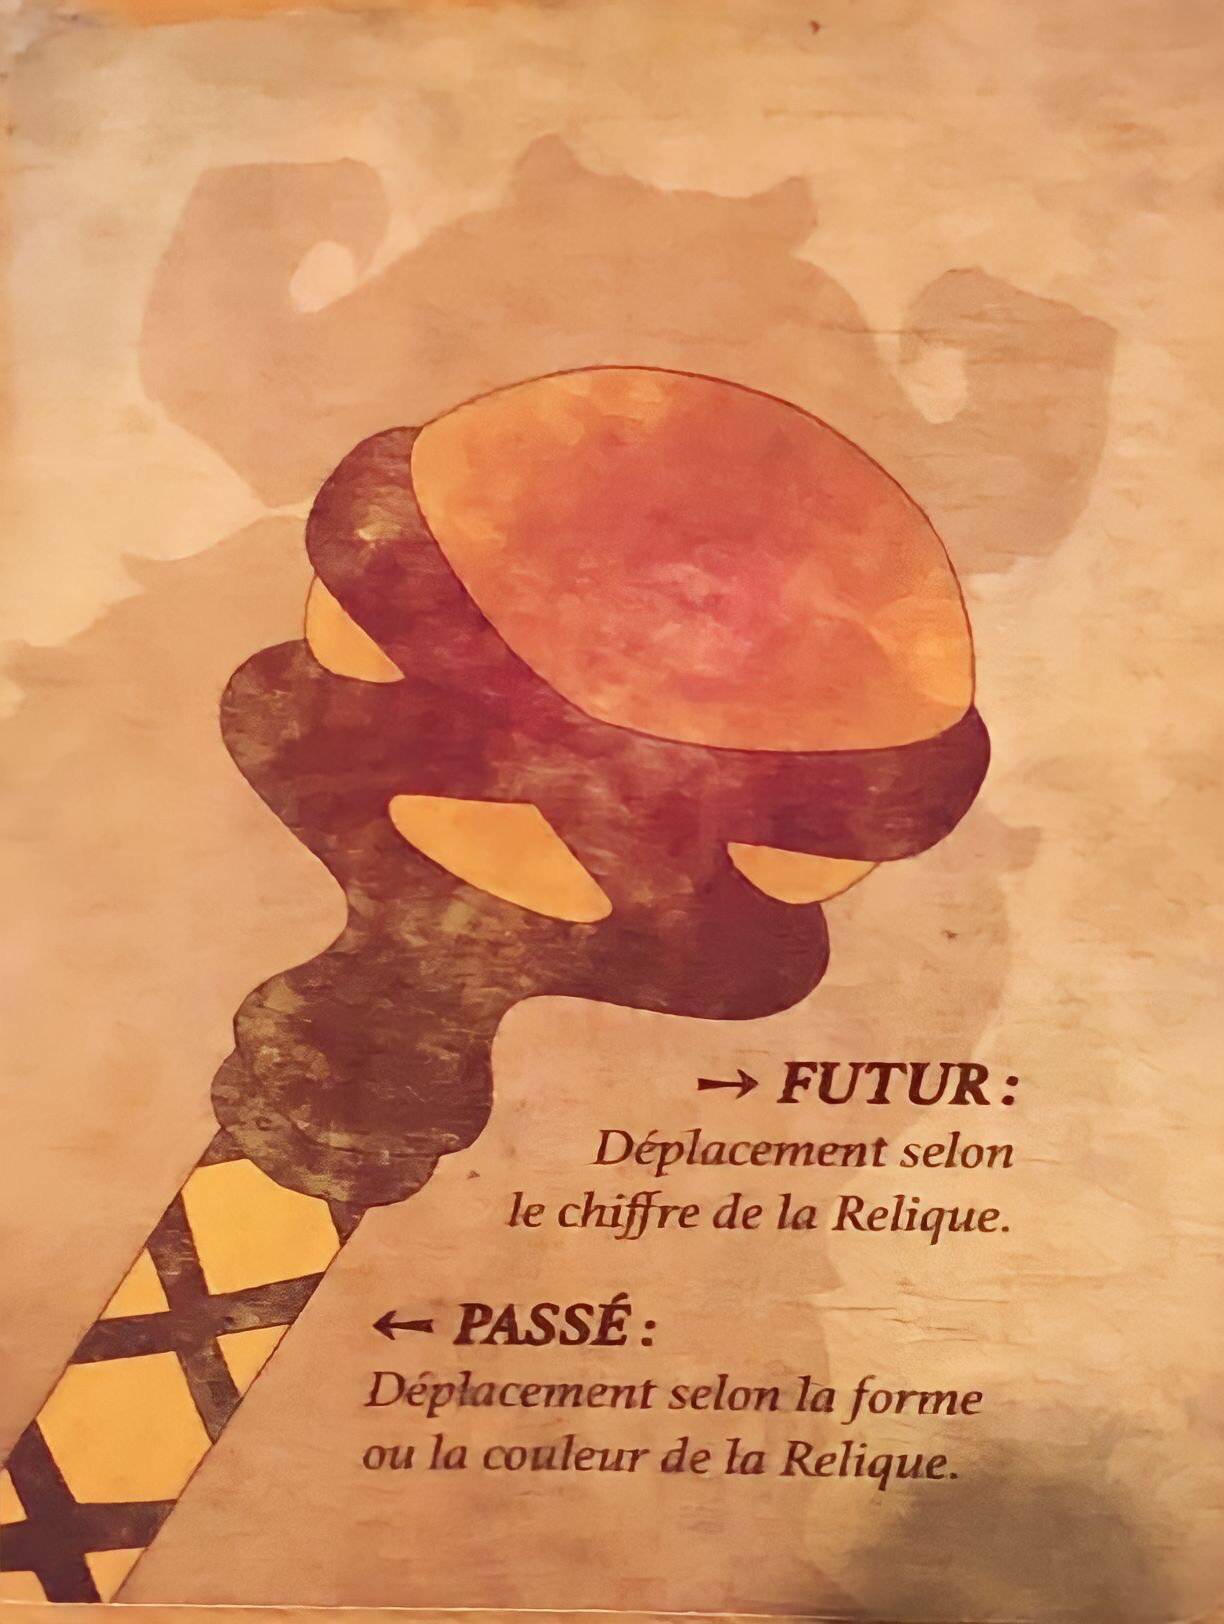 → FUTUR :
Déplacement selon
le chiffre de la Relique.
← PASSÉ :
Déplacement selon la forme
ou la couleur de la Relique.